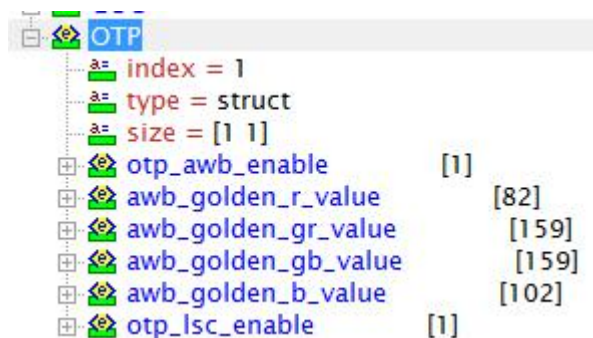 OTP
a= index = 1
a= type = struct
a= size = [1 1]
<e> otp_awb_enable [1]
<e> awb_golden_r_value [82]
<e> awb_golden_gr_value [159]
<e> awb_golden_gb_value [159]
<e> awb_golden_b_value [102]
<e> otp_lsc_enable [1]